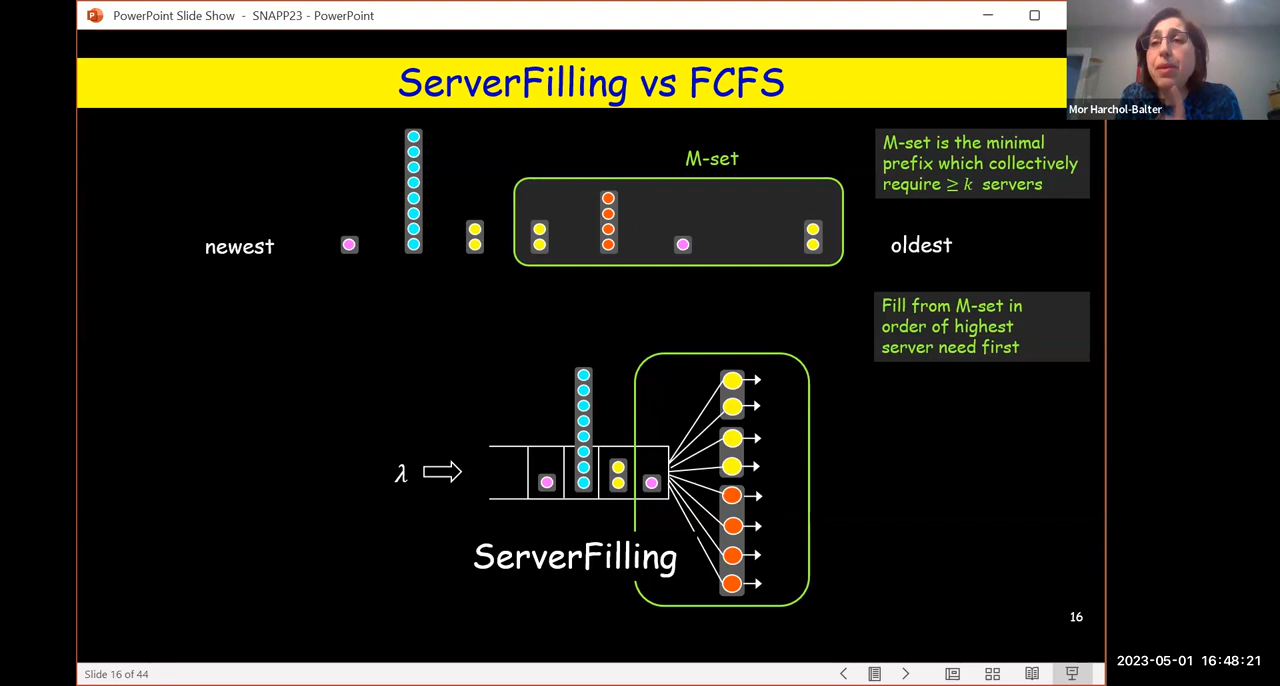 PowerPoint Slide Show - SNAPP23 - PowerPoint
Mor Harchol-Balter
ServerFilling vs FCFS
M-set
M-set is the minimal
prefix which collectively
require ≥ k servers
newest
oldest
Fill from M-set in
order of highest
server need first
λ
ServerFilling
16
Slide 16 of 44
2023-05-01 16:48:21